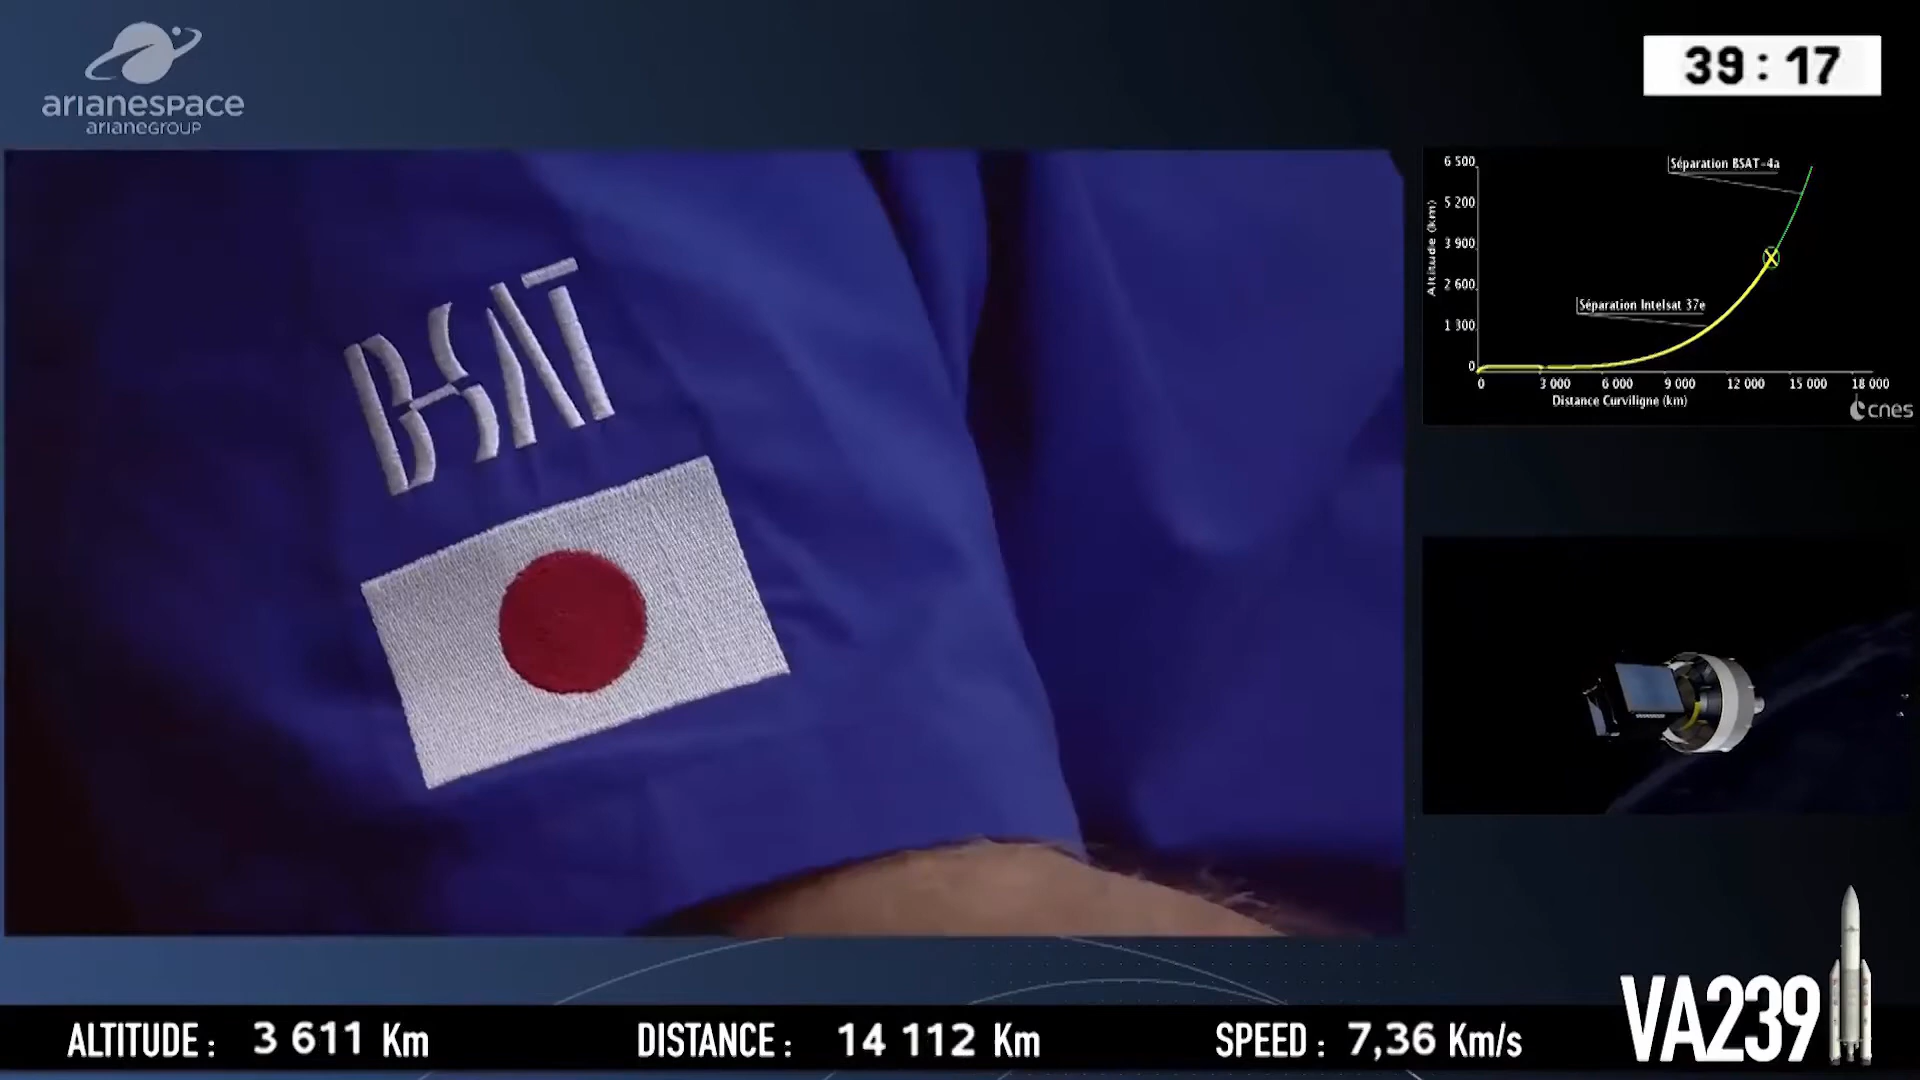 arianespace
arianeGROUP
39 : 17
BSAT
6 500
5 200
3 900
2 600
1 300
0
Altitude (km)
Séparation BSAT-4a
Séparation Intelsat 37e
0 3 000 6 000 9 000 12 000 15 000 18 000
Distance Curviligne (km)
cnes
VA239
ALTITUDE : 3 611 Km DISTANCE : 14 112 Km SPEED : 7,36 Km/s